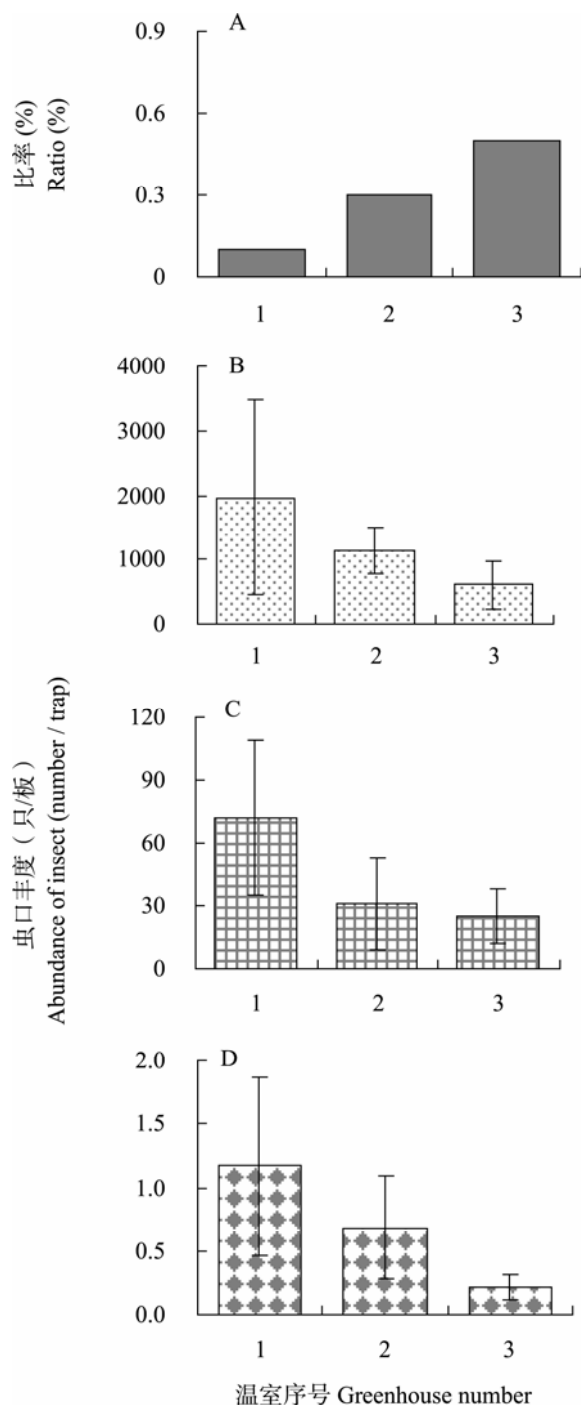 A
0.9
0.6
0.3
0
比率 (%)
Ratio (%)
1 2 3
B
4000
3000
2000
1000
0
1 2 3
C
120
90
60
30
0
虫口丰度（只/板）
Abundance of insect (number / trap)
1 2 3
D
2.0
1.5
1.0
0.5
0.0
1 2 3
温室序号 Greenhouse number